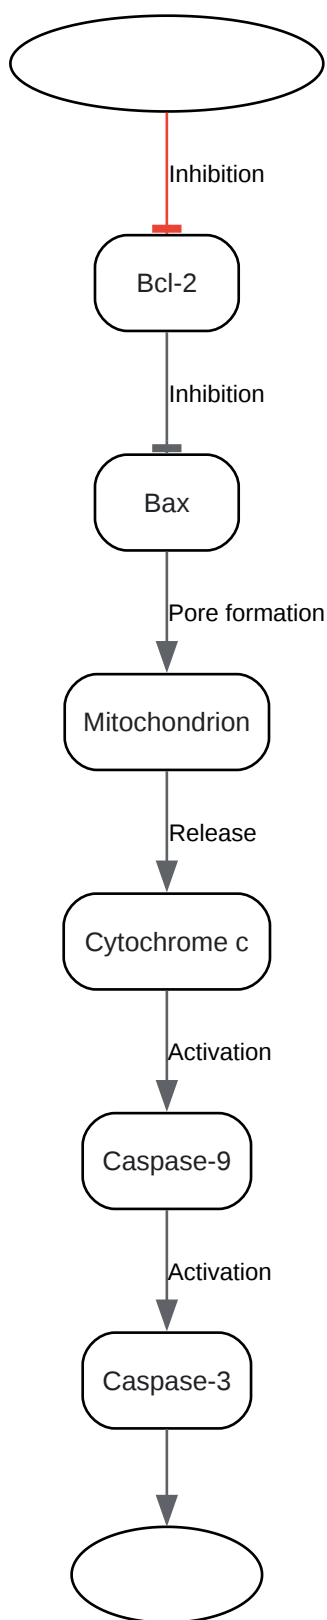 Inhibition
Bcl-2
Inhibition
Bax
Pore formation
Mitochondrion
Release
Cytochrome c
Activation
Caspase-9
Activation
Caspase-3